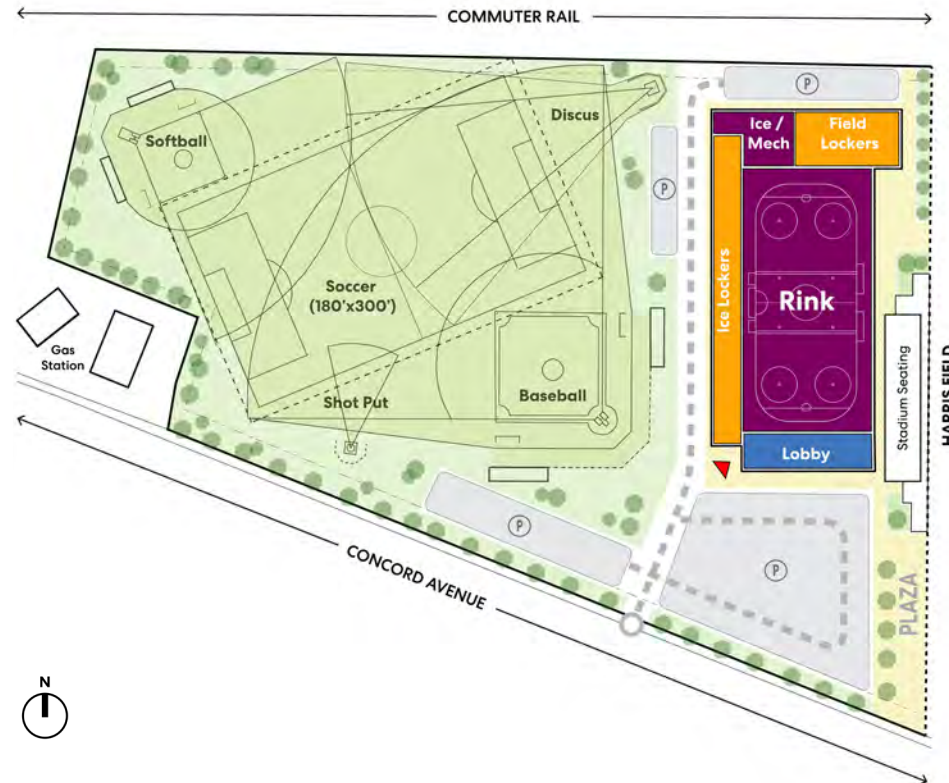 COMMUTER RAIL
P
Ice /
Mech
Field
Lockers
Discus
Softball
P
Ice Lockers
Soccer
(180'x300')
Rink
Gas
Station
Shot Put
Baseball
Stadium Seating
HARRIS FIELD
Lobby
P
CONCORD AVENUE
P
PLAZA
N